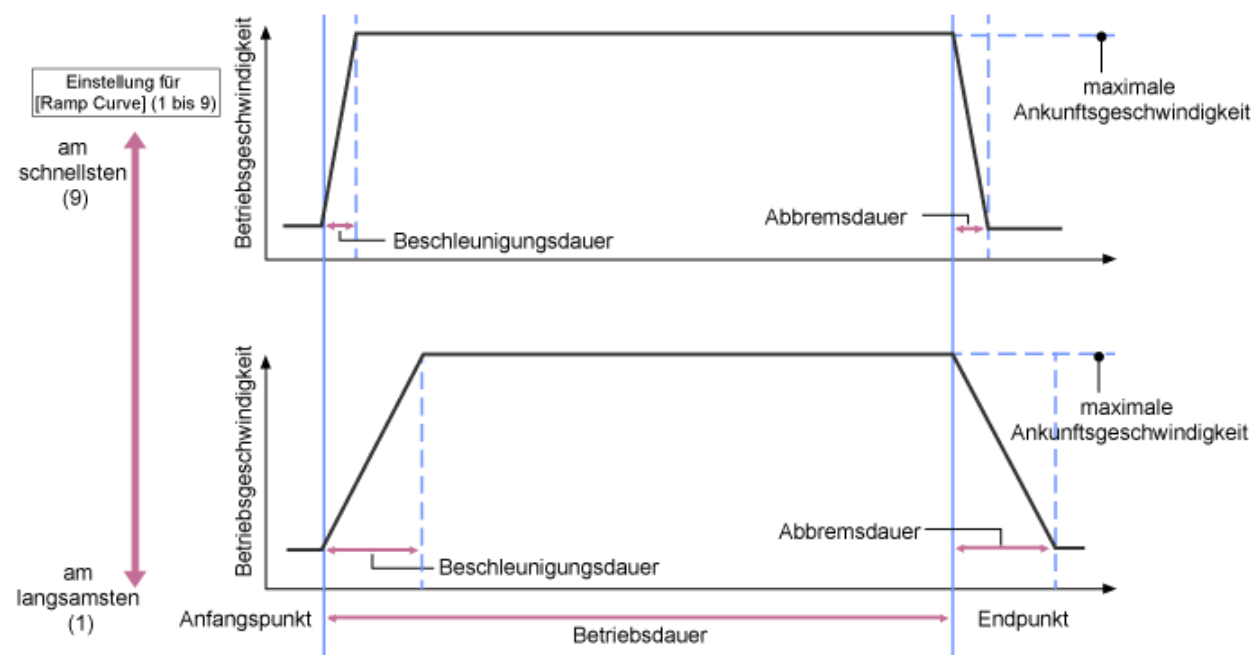 Einstellung für
[Ramp Curve] (1 bis 9)
am
schnellsten
(9)
Betriebsgeschwindigkeit
Beschleunigungsdauer
Abbremsdauer
maximale
Ankunftsgeschwindigkeit
Betriebsgeschwindigkeit
Beschleunigungsdauer
Abbremsdauer
maximale
Ankunftsgeschwindigkeit
am
langsamsten
(1)
Anfangspunkt
Betriebsdauer
Endpunkt